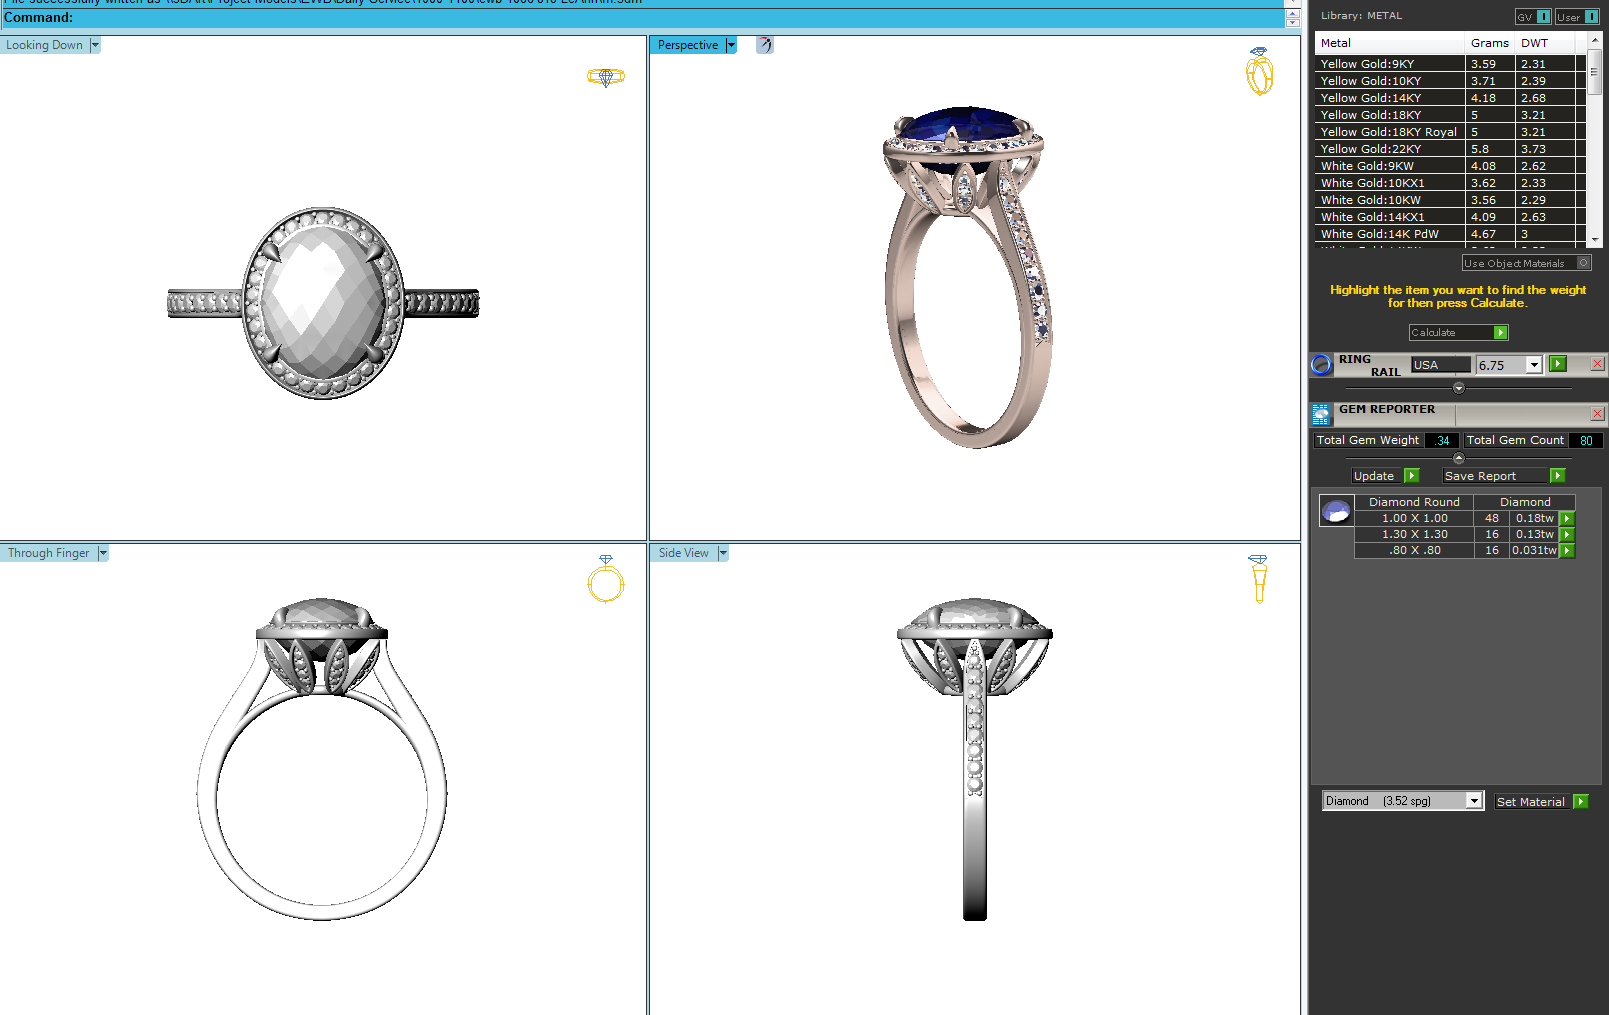 Command:
Looking Down
Perspective
Through Finger
Side View
Library: METAL
GV I User I
Metal Grams DWT
Yellow Gold:9KY 3.59 2.31
Yellow Gold:10KY 3.71 2.39
Yellow Gold:14KY 4.18 2.68
Yellow Gold:18KY 5 3.21
Yellow Gold:18KY Royal 5 3.21
Yellow Gold:22KY 5.8 3.73
White Gold:9KW 4.08 2.62
White Gold:10KX1 3.62 2.33
White Gold:10KW 3.56 2.29
White Gold:14KX1 4.09 2.63
White Gold:14K PdW 4.67 3
Use Object Materials
Highlight the item you want to find the weight
for then press Calculate.
Calculate
RING
RAIL USA 6.75
GEM REPORTER
Total Gem Weight .34 Total Gem Count 80
Update Save Report
Diamond Round Diamond
1.00 X 1.00 48 0.18tw
1.30 X 1.30 16 0.13tw
.80 X .80 16 0.031tw
Diamond (3.52 spg) Set Material